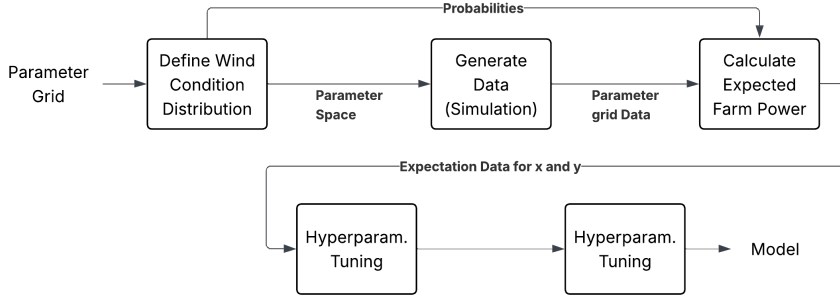 Probabilities
Parameter
Grid
Define Wind
Condition
Distribution
Parameter
Space
Generate
Data
(Simulation)
Parameter
grid Data
Calculate
Expected
Farm Power
Expectation Data for x and y
Hyperparam.
Tuning
Hyperparam.
Tuning
Model